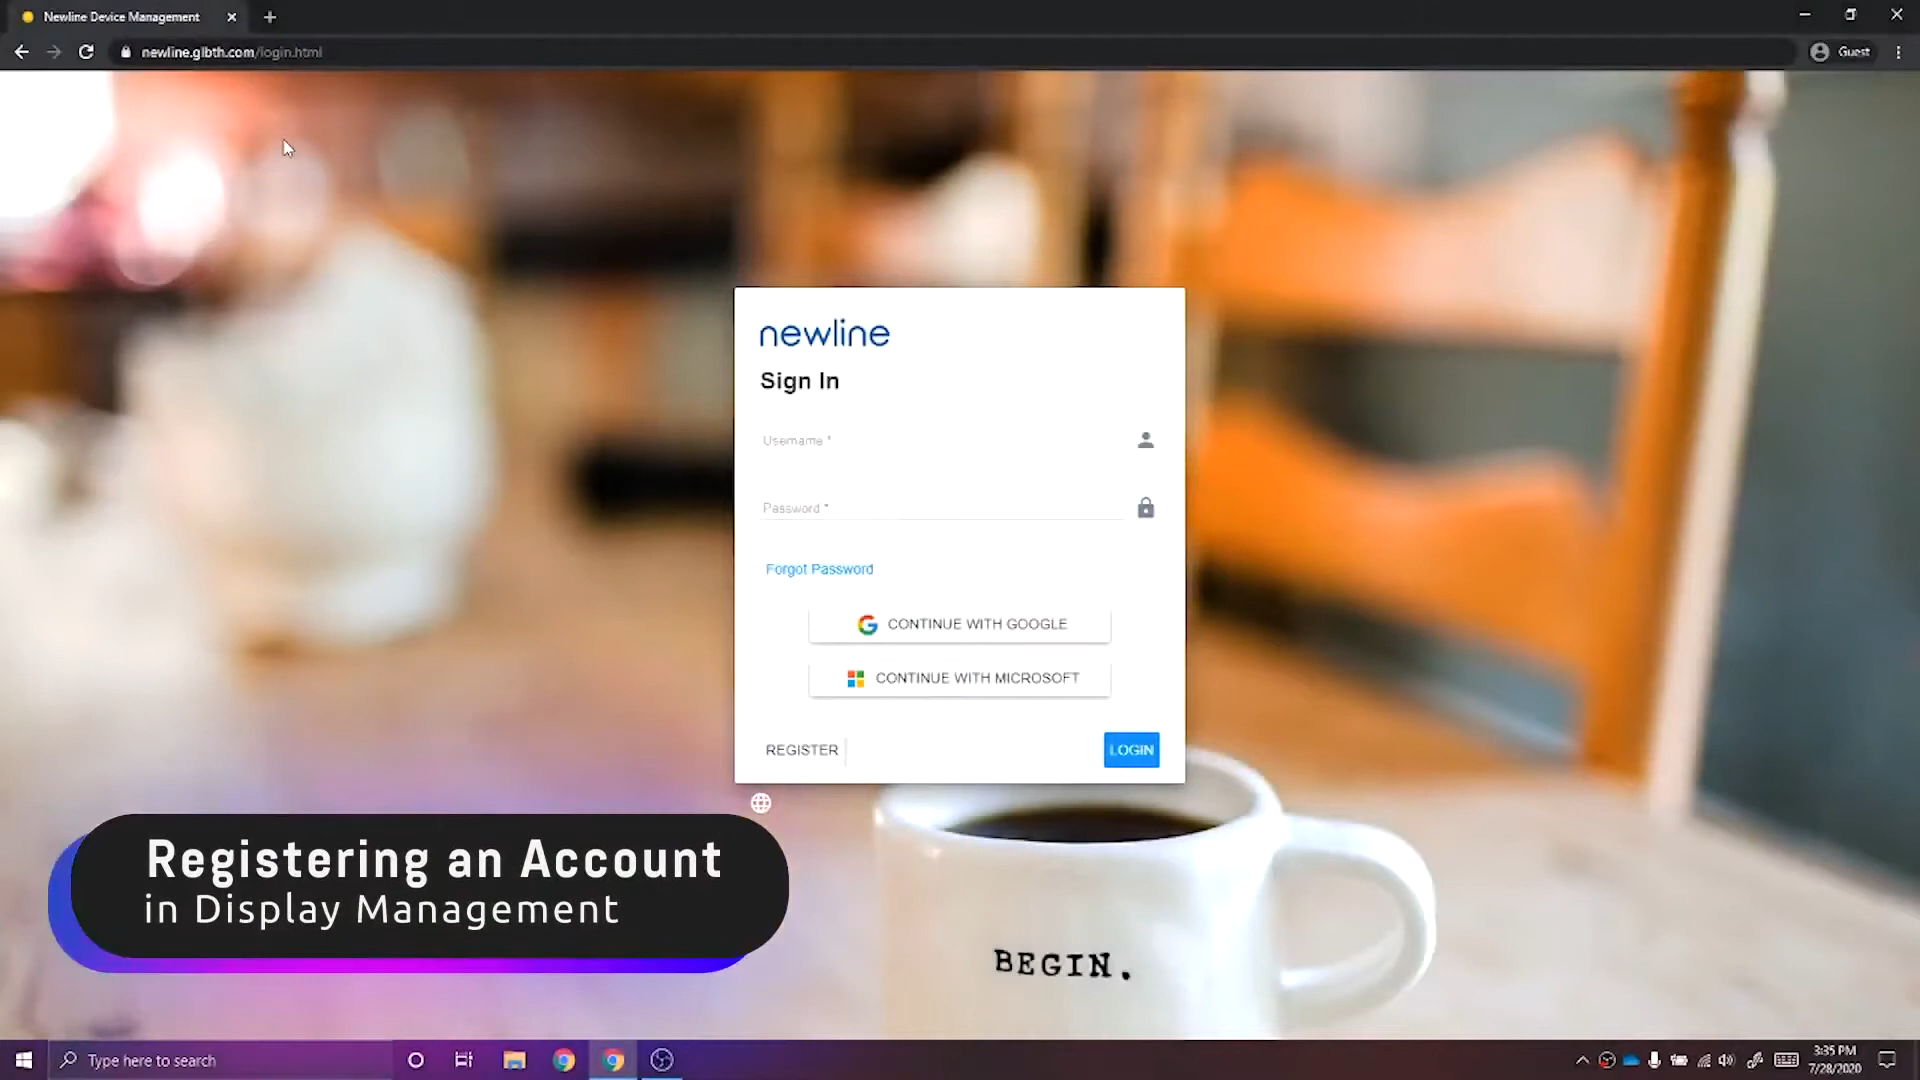 Newline Device Management
newline.glbth.com/login.html
Guest
newline
Sign In
Username *
Password *
Forgot Password
CONTINUE WITH GOOGLE
CONTINUE WITH MICROSOFT
REGISTER
LOGIN
Registering an Account
in Display Management
BEGIN.
Type here to search
3:35 PM
7/28/2020